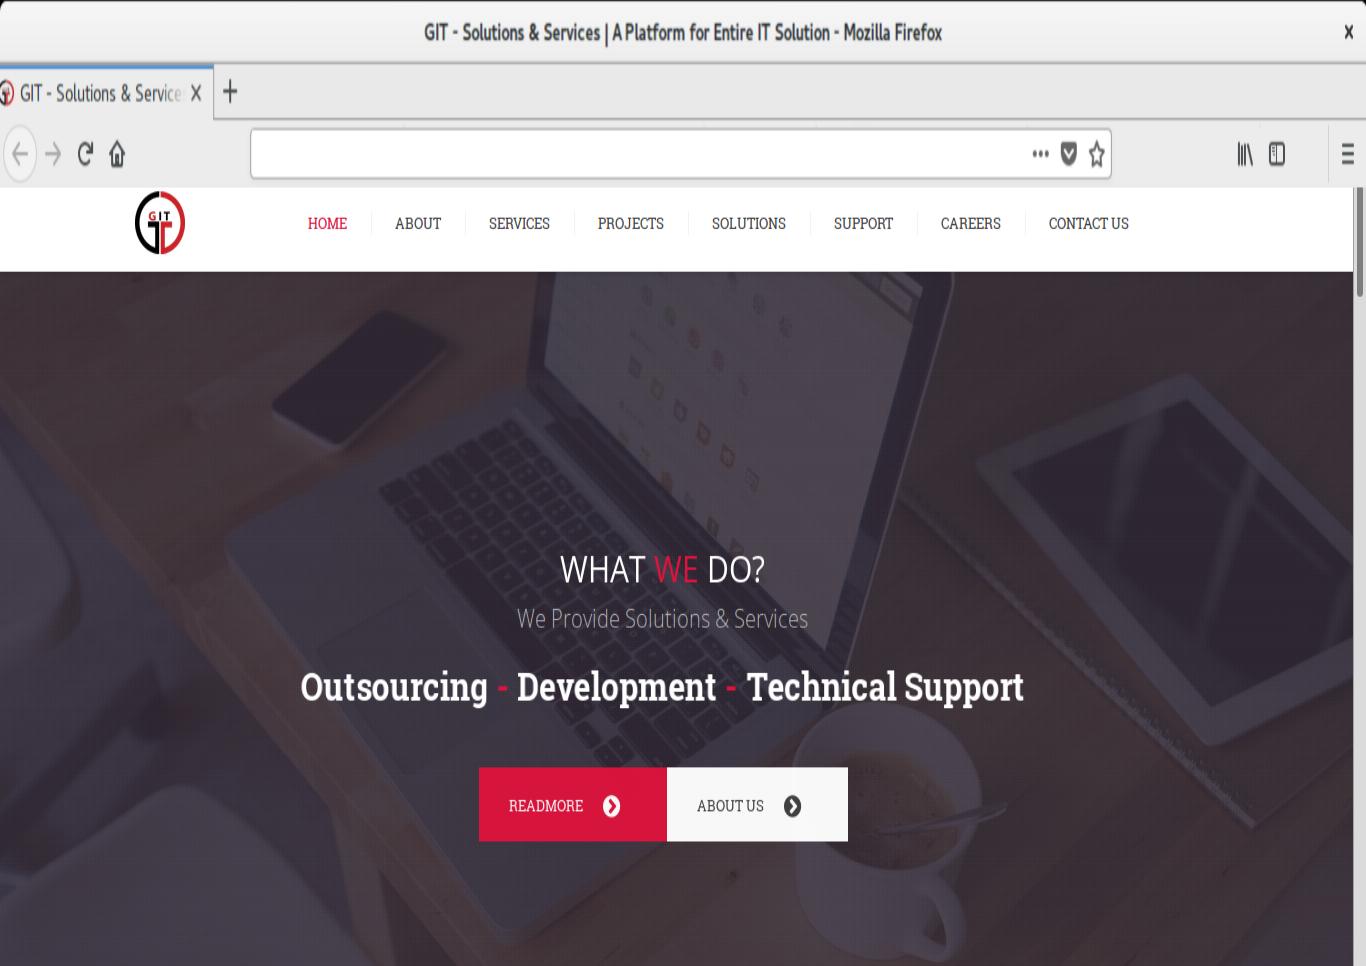 GIT - Solutions & Services | A Platform for Entire IT Solution - Mozilla Firefox
GIT - Solutions & Service
GIT
HOME ABOUT SERVICES PROJECTS SOLUTIONS SUPPORT CAREERS CONTACT US
WHAT WE DO?
We Provide Solutions & Services
Outsourcing - Development - Technical Support
READMORE ABOUT US